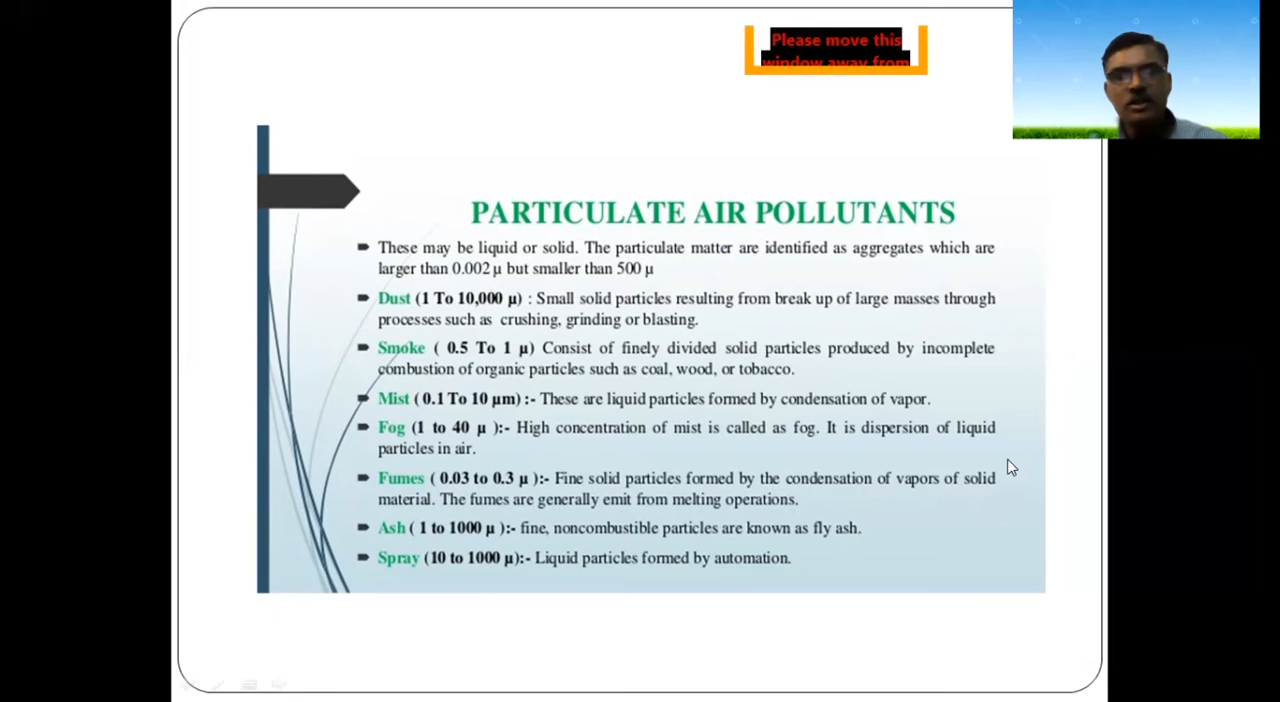 Please move this
window away from
PARTICULATE AIR POLLUTANTS
These may be liquid or solid. The particulate matter are identified as aggregates which are
larger than 0.002 µ but smaller than 500 µ
Dust (1 To 10,000 µ) : Small solid particles resulting from break up of large masses through
processes such as crushing, grinding or blasting.
Smoke ( 0.5 To 1 µ) Consist of finely divided solid particles produced by incomplete
combustion of organic particles such as coal, wood, or tobacco.
Mist ( 0.1 To 10 µm) :- These are liquid particles formed by condensation of vapor.
Fog (1 to 40 µ ):- High concentration of mist is called as fog. It is dispersion of liquid
particles in air.
Fumes ( 0.03 to 0.3 µ ):- Fine solid particles formed by the condensation of vapors of solid
material. The fumes are generally emit from melting operations.
Ash ( 1 to 1000 µ ):- fine, noncombustible particles are known as fly ash.
Spray (10 to 1000 µ):- Liquid particles formed by automation.